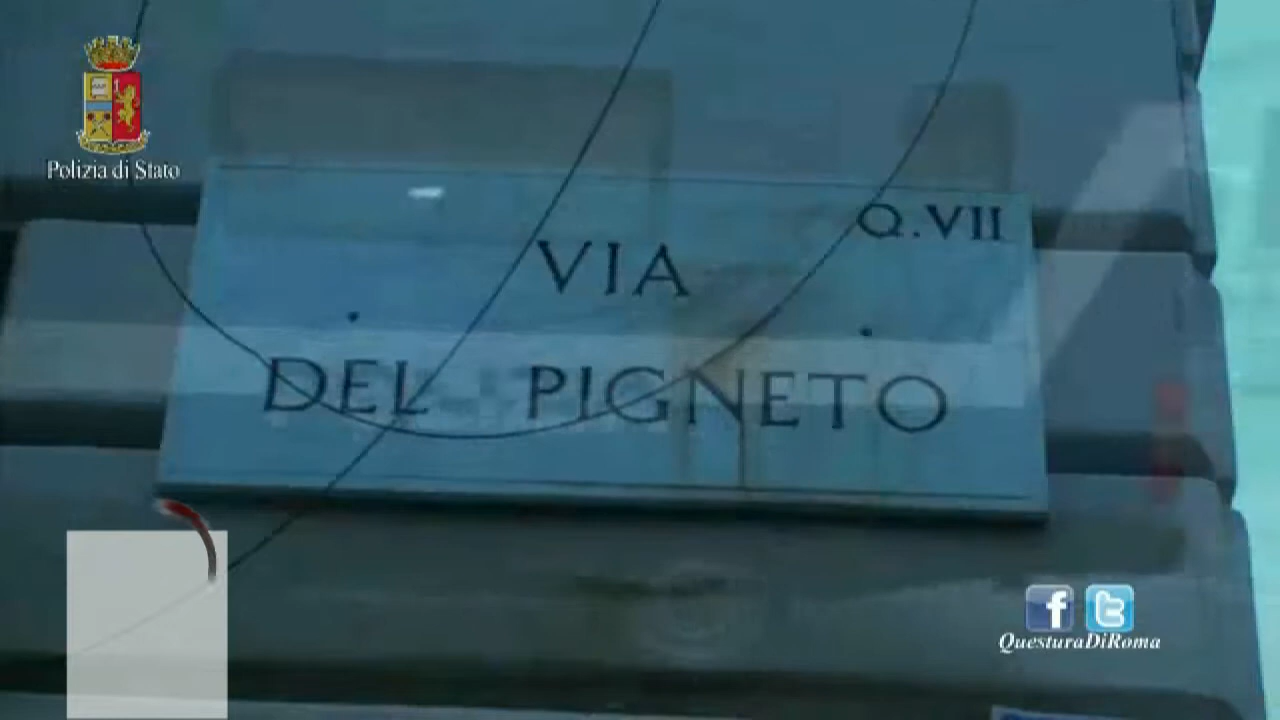 Polizia di Stato
Q.VII
VIA
DEL PIGNETO
QuesturaDiRoma